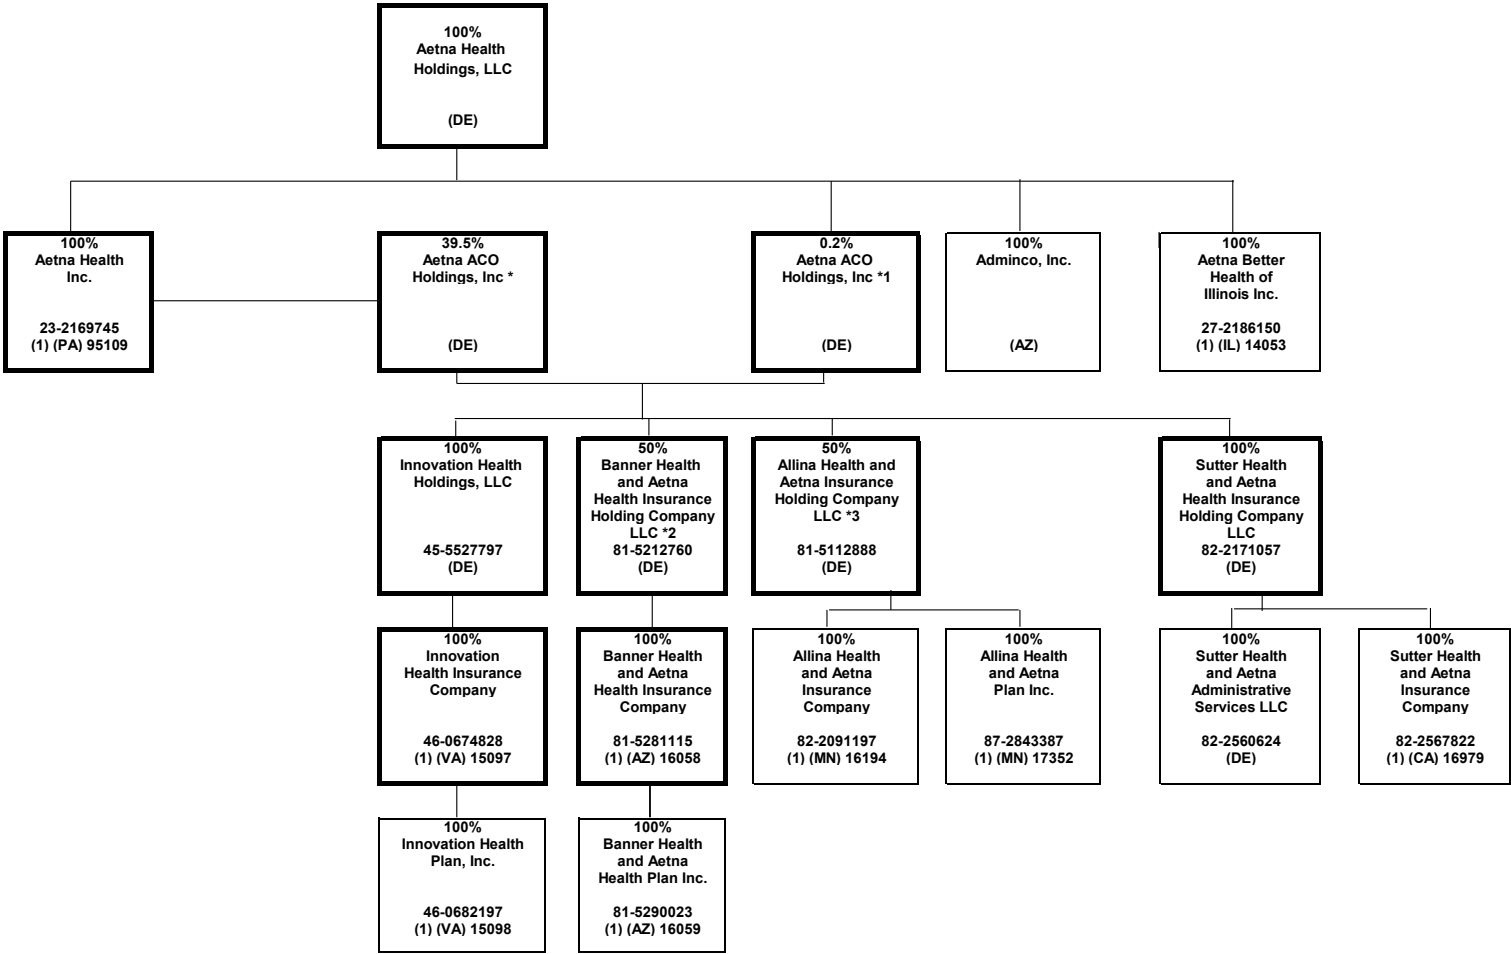 100%
Aetna Health
Holdings, LLC
(DE)
100%
Aetna Health
Inc.
23-2169745
(1) (PA) 95109
39.5%
Aetna ACO
Holdings, Inc *
(DE)
0.2%
Aetna ACO
Holdings, Inc *1
(DE)
100%
Adminco, Inc.
(AZ)
100%
Aetna Better
Health of
Illinois Inc.
27-2186150
(1) (IL) 14053
100%
Innovation Health
Holdings, LLC
45-5527797
(DE)
50%
Banner Health
and Aetna
Health Insurance
Holding Company
LLC *2
81-5212760
(DE)
50%
Allina Health and
Aetna Insurance
Holding Company
LLC *3
81-5112888
(DE)
100%
Sutter Health
and Aetna
Health Insurance
Holding Company
LLC
82-2171057
(DE)
100%
Innovation
Health Insurance
Company
46-0674828
(1) (VA) 15097
100%
Banner Health
and Aetna
Health Insurance
Company
81-5281115
(1) (AZ) 16058
100%
Allina Health
and Aetna
Insurance
Company
82-2091197
(1) (MN) 16194
100%
Allina Health
and Aetna
Plan Inc.
87-2843387
(1) (MN) 17352
100%
Sutter Health
and Aetna
Administrative
Services LLC
82-2560624
(DE)
100%
Sutter Health
and Aetna
Insurance
Company
82-2567822
(1) (CA) 16979
100%
Innovation Health
Plan, Inc.
46-0682197
(1) (VA) 15098
100%
Banner Health
and Aetna
Health Plan Inc.
81-5290023
(1) (AZ) 16059